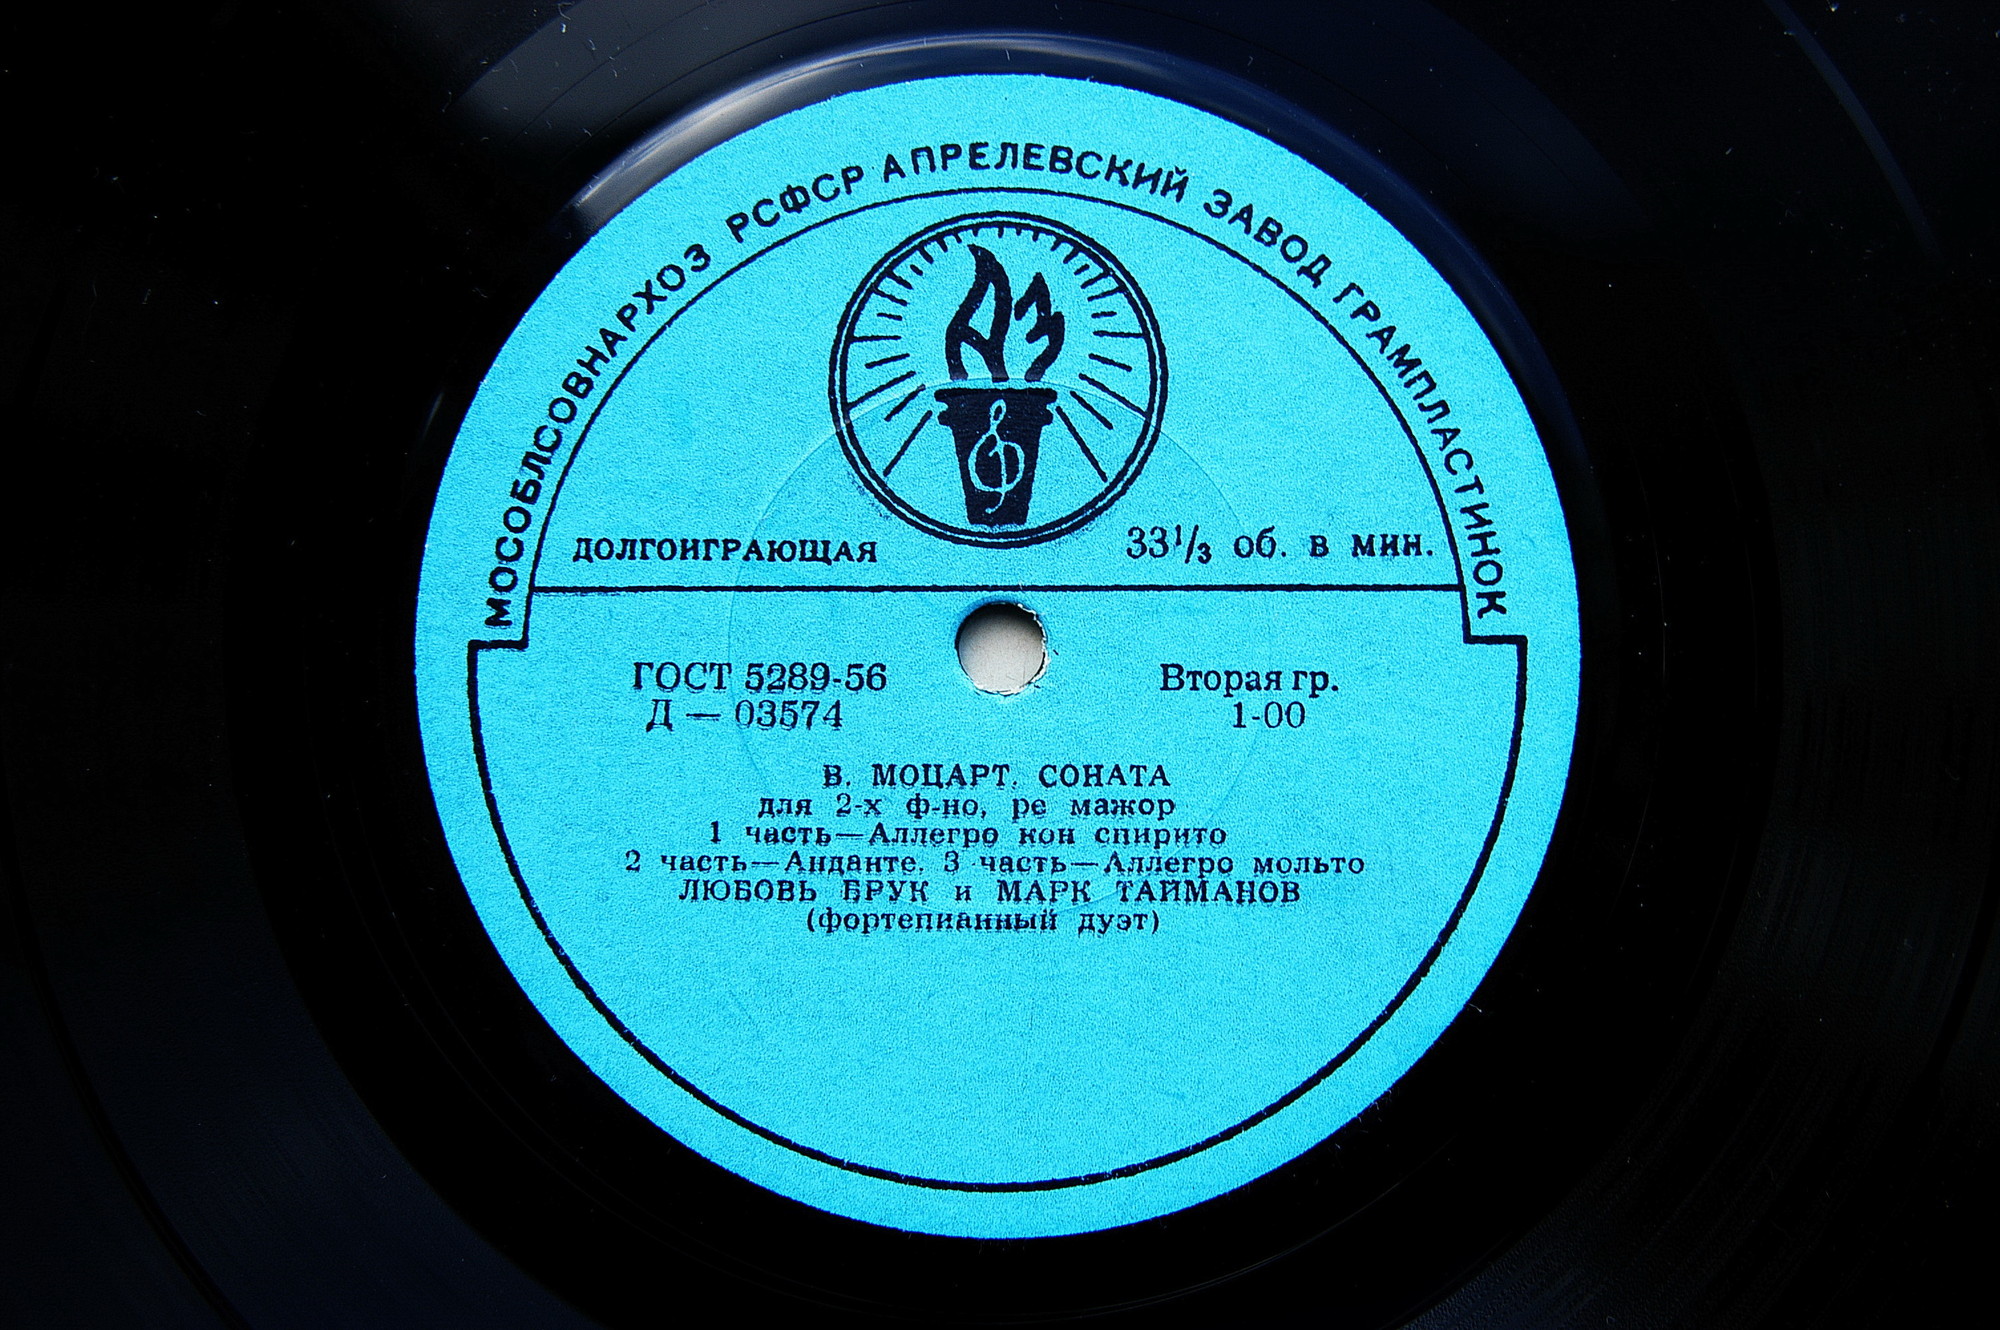 МОСОБЛСОВНАРХОЗ РСФСР АПРЕЛЕВСКИЙ ЗАВОД ГРАМПЛАСТИНОК
АЗ
ДОЛГОИГРАЮЩАЯ 33⅓ об. в мин.
ГОСТ 5289-56 Вторая гр.
Д — 03574 1-00
В. МОЦАРТ. СОНАТА
для 2-х ф-но, ре мажор
1 часть—Аллегро кон спирито
2 часть—Анданте. 3 часть—Аллегро мольто
ЛЮБОВЬ БРУК и МАРК ТАЙМАНОВ
(фортепианный дуэт)